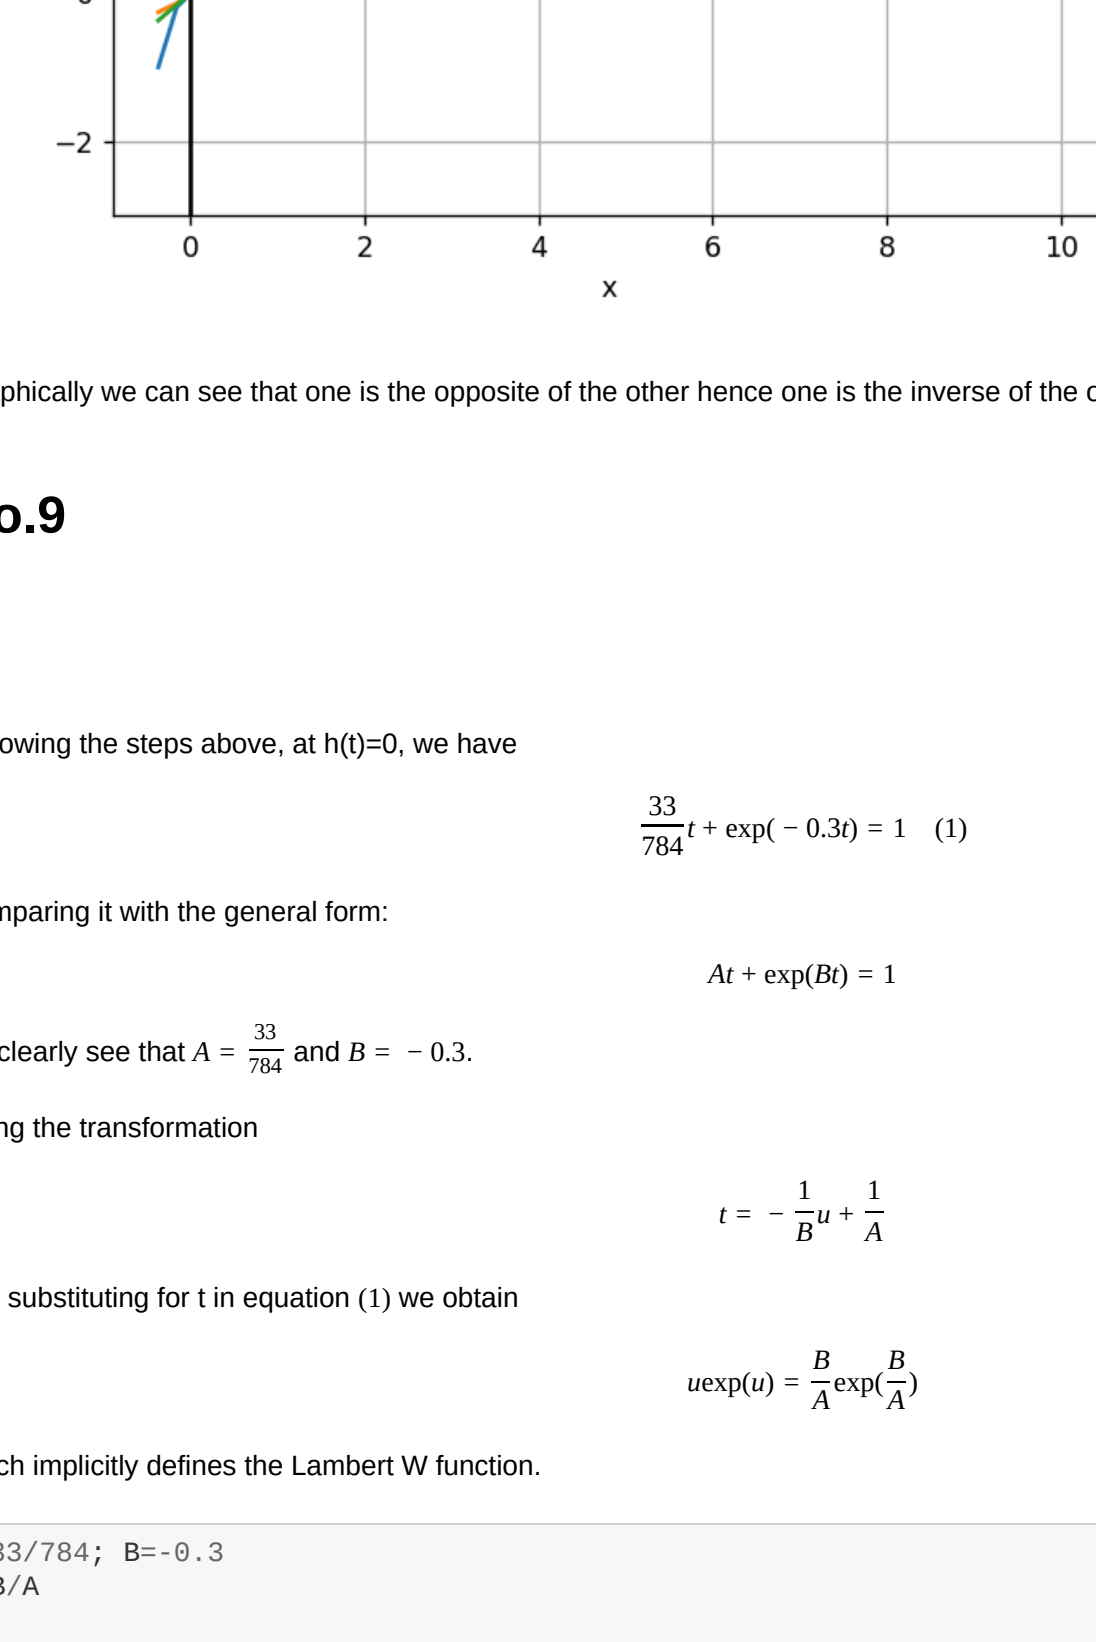 −2
0 2 4 6 8 10
x
phically we can see that one is the opposite of the other hence one is the inverse of the
o.9
owing the steps above, at h(t)=0, we have
33/784 t + exp( − 0.3t) = 1 (1)
mparing it with the general form:
At + exp(Bt) = 1
clearly see that A = 33/784 and B = − 0.3.
ng the transformation
t = − 1/B u + 1/A
substituting for t in equation (1) we obtain
uexp(u) = B/A exp(B/A)
ch implicitly defines the Lambert W function.
33/784; B=-0.3
B/A